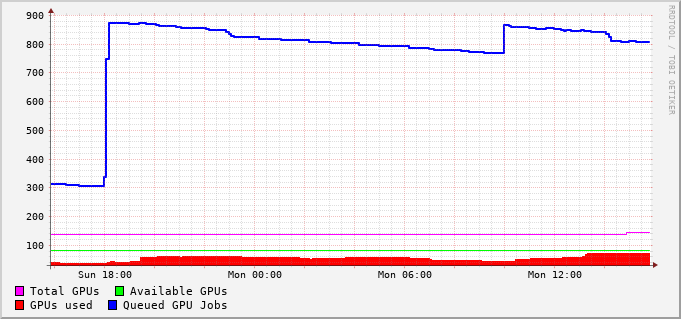 900
800
700
600
500
400
300
200
100
Sun 18:00 Mon 00:00 Mon 06:00 Mon 12:00
Total GPUs Available GPUs
GPUs used Queued GPU Jobs
RRDTOOL / TOBI OETIKER